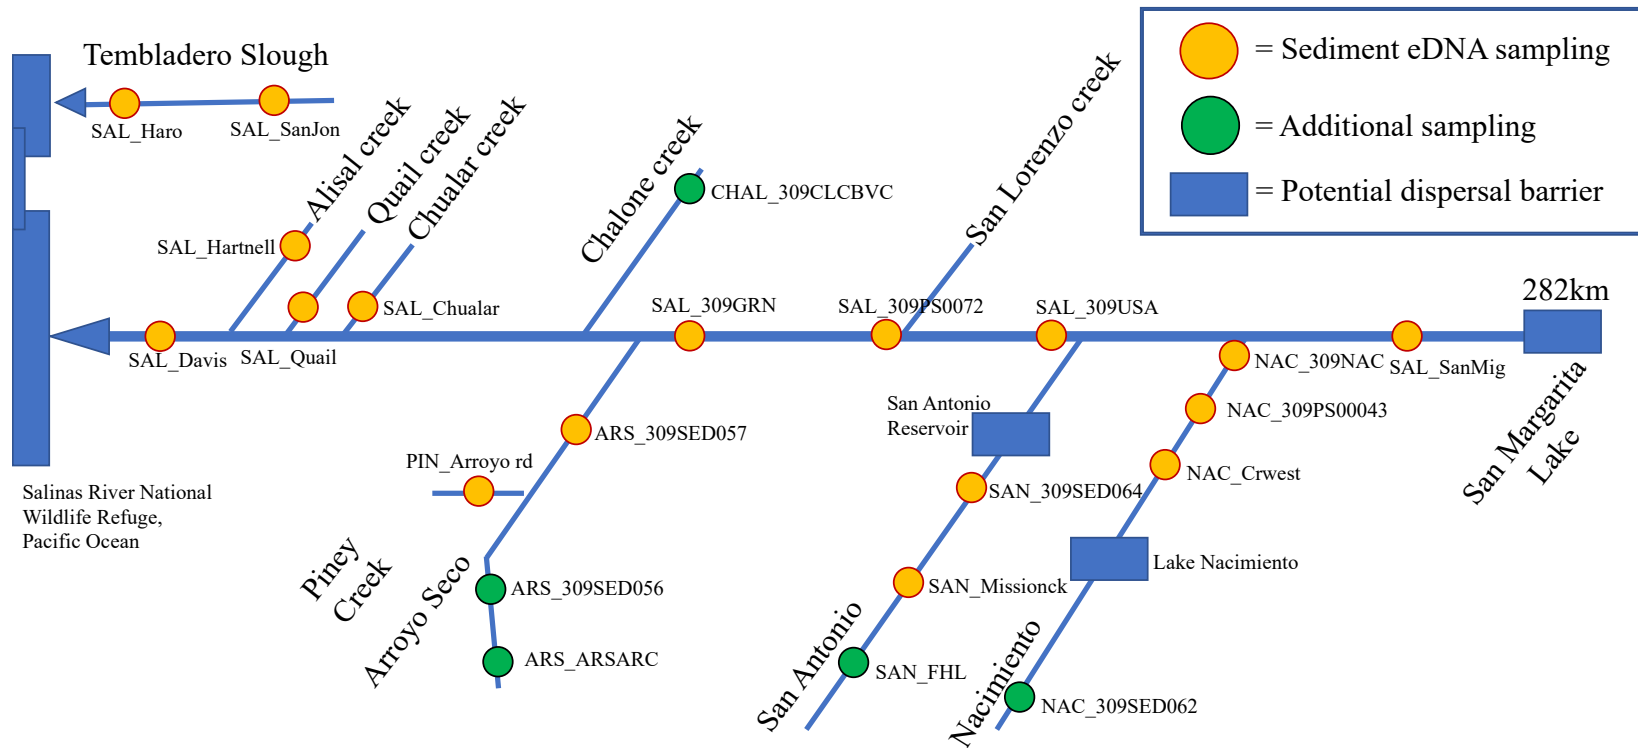 Tembladero Slough
SAL_Haro
SAL_SanJon
= Sediment eDNA sampling
= Additional sampling
= Potential dispersal barrier
Alisal creek
Quail creek
Chualar creek
Chalone creek
San Lorenzo creek
CHAL_309CLCBVC
SAL_Hartnell
SAL_Chualar
SAL_309GRN
SAL_309PS0072
SAL_309USA
282km
SAL_Davis
SAL_Quail
NAC_309NAC
SAL_SanMig
San Margarita
Lake
San Antonio
Reservoir
NAC_309PS00043
ARS_309SED057
PIN_Arroyo rd
NAC_Crwest
SAN_309SED064
Salinas River National
Wildlife Refuge,
Pacific Ocean
Piney
Creek
Arroyo Seco
Lake Nacimiento
ARS_309SED056
SAN_Missionck
ARS_ARSARC
San Antonio
SAN_FHL
Nacimiento
NAC_309SED062